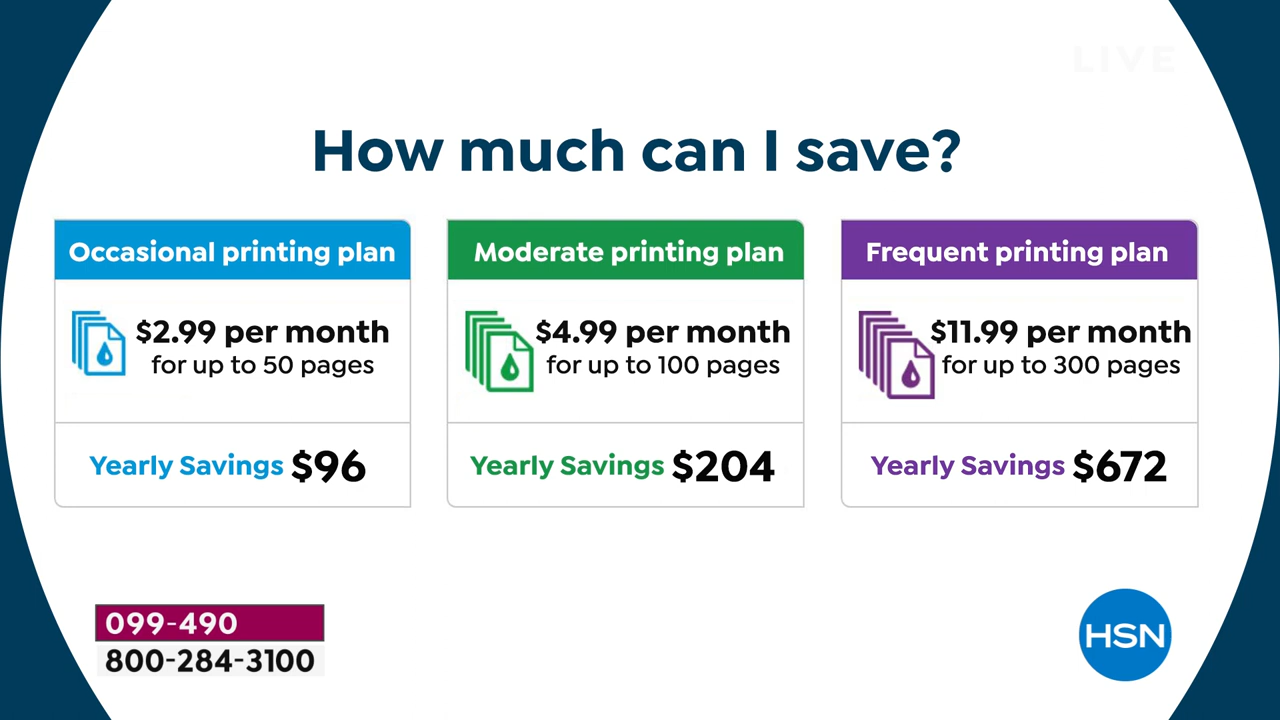 LIVE
How much can I save?
Occasional printing plan
$2.99 per month
for up to 50 pages
Yearly Savings $96
Moderate printing plan
$4.99 per month
for up to 100 pages
Yearly Savings $204
Frequent printing plan
$11.99 per month
for up to 300 pages
Yearly Savings $672
099-490
800-284-3100
HSN